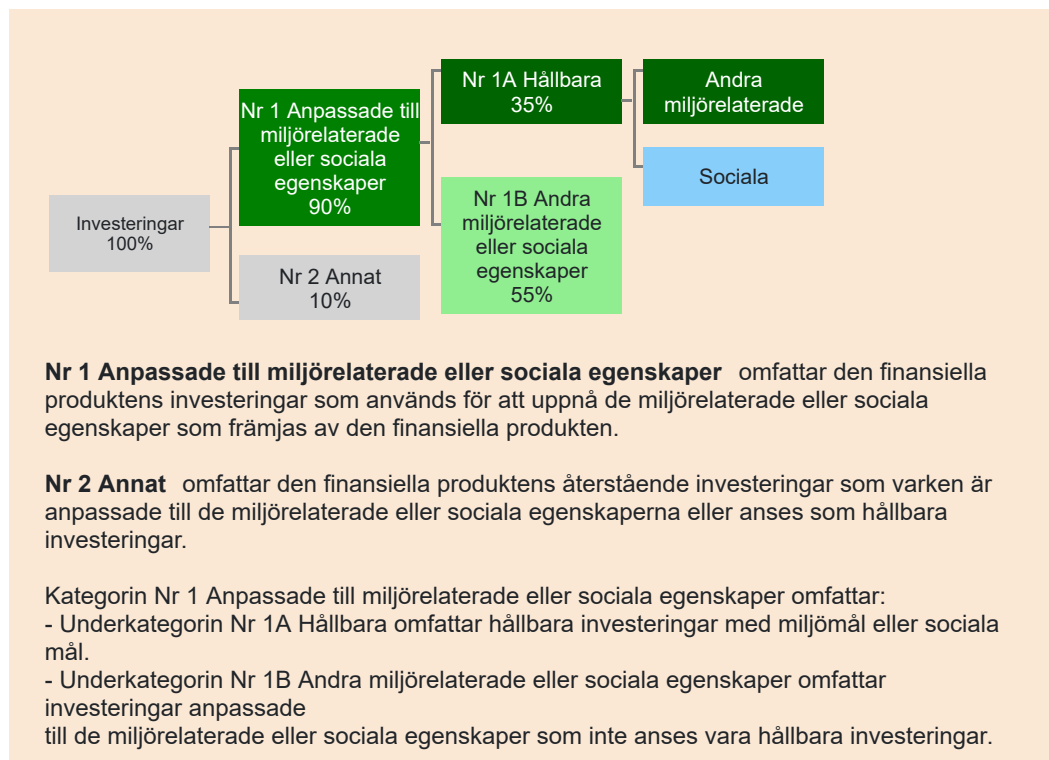 Investeringar
100%
Nr 1 Anpassade till
miljörelaterade
eller sociala
egenskaper
90%
Nr 2 Annat
10%
Nr 1A Hållbara
35%
Nr 1B Andra
miljörelaterade
eller sociala
egenskaper
55%
Andra
miljörelaterade
Sociala
Nr 1 Anpassade till miljörelaterade eller sociala egenskaper omfattar den finansiella
produktens investeringar som används för att uppnå de miljörelaterade eller sociala
egenskaper som främjas av den finansiella produkten.
Nr 2 Annat omfattar den finansiella produktens återstående investeringar som varken är
anpassade till de miljörelaterade eller sociala egenskaperna eller anses som hållbara
investeringar.
Kategorin Nr 1 Anpassade till miljörelaterade eller sociala egenskaper omfattar:
- Underkategorin Nr 1A Hållbara omfattar hållbara investeringar med miljömål eller sociala
mål.
- Underkategorin Nr 1B Andra miljörelaterade eller sociala egenskaper omfattar
investeringar anpassade
till de miljörelaterade eller sociala egenskaper som inte anses vara hållbara investeringar.